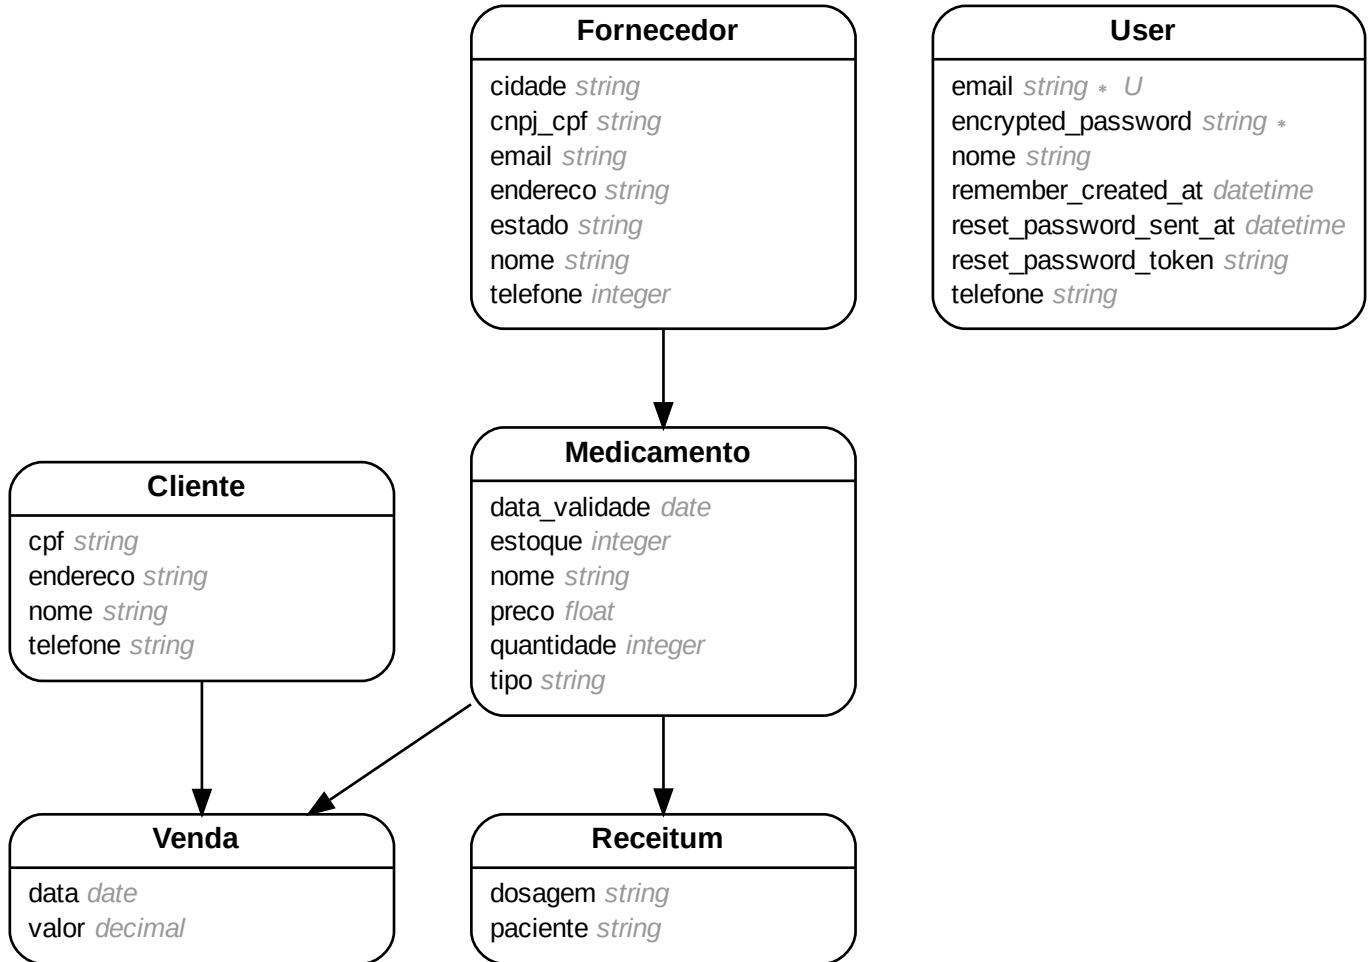 Fornecedor
cidade string
cnpj_cpf string
email string
endereco string
estado string
nome string
telefone integer
User
email string * U
encrypted_password string *
nome string
remember_created_at datetime
reset_password_sent_at datetime
reset_password_token string
telefone string
Cliente
cpf string
endereco string
nome string
telefone string
Medicamento
data_validade date
estoque integer
nome string
preco float
quantidade integer
tipo string
Venda
data date
valor decimal
Receitum
dosagem string
paciente string